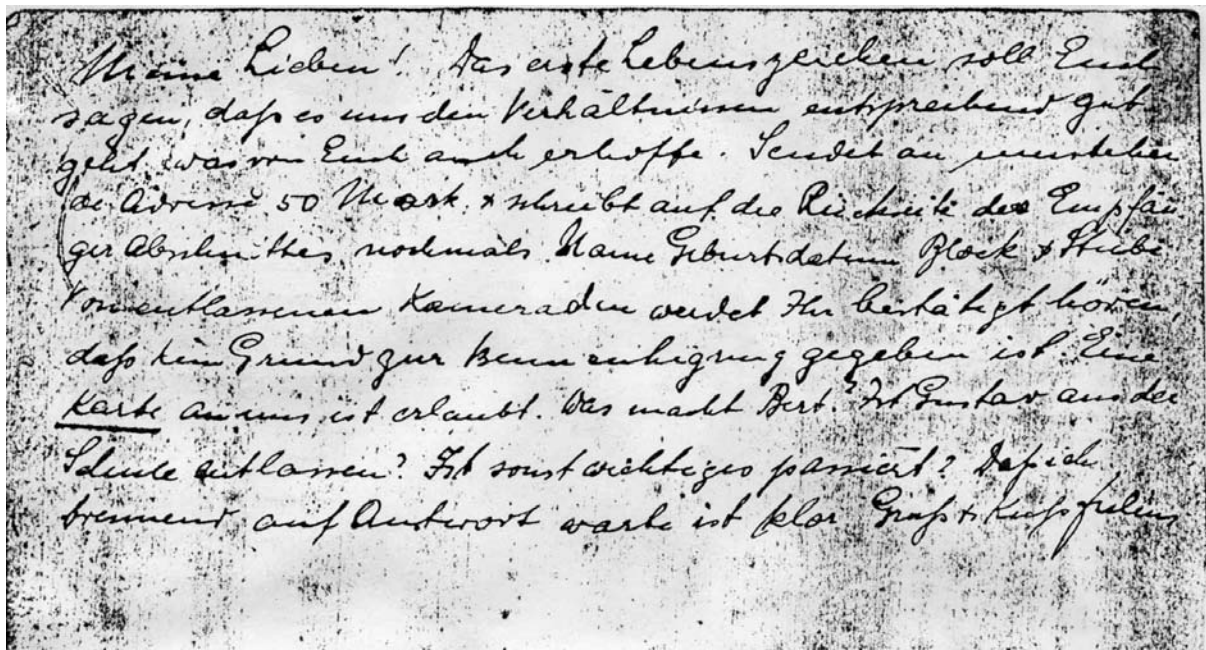 Meine Lieben! Das erste Lebenszeichen soll Euch
sagen, daß es uns den Verhältnissen entsprechend gut
geht, was von Euch auch erhoffe. Sendet an umstehen
de Adresse 50 Mark & schreibt auf die Rückseite des Empfän
ger Abschnittes nochmals Name Geburtsdatum Block & Stube
Von entlassenen Kameraden werdet Ihr bestätigt hören,
daß kein Grund zur Beunruhigung gegeben ist. Eine
Karte an uns ist erlaubt. Was macht Bert? Ist Gustav aus der
Schule entlassen? Ist sonst wichtiges passiert? Daß ich
brennend auf Antwort warte ist klar Gruß & Kuß